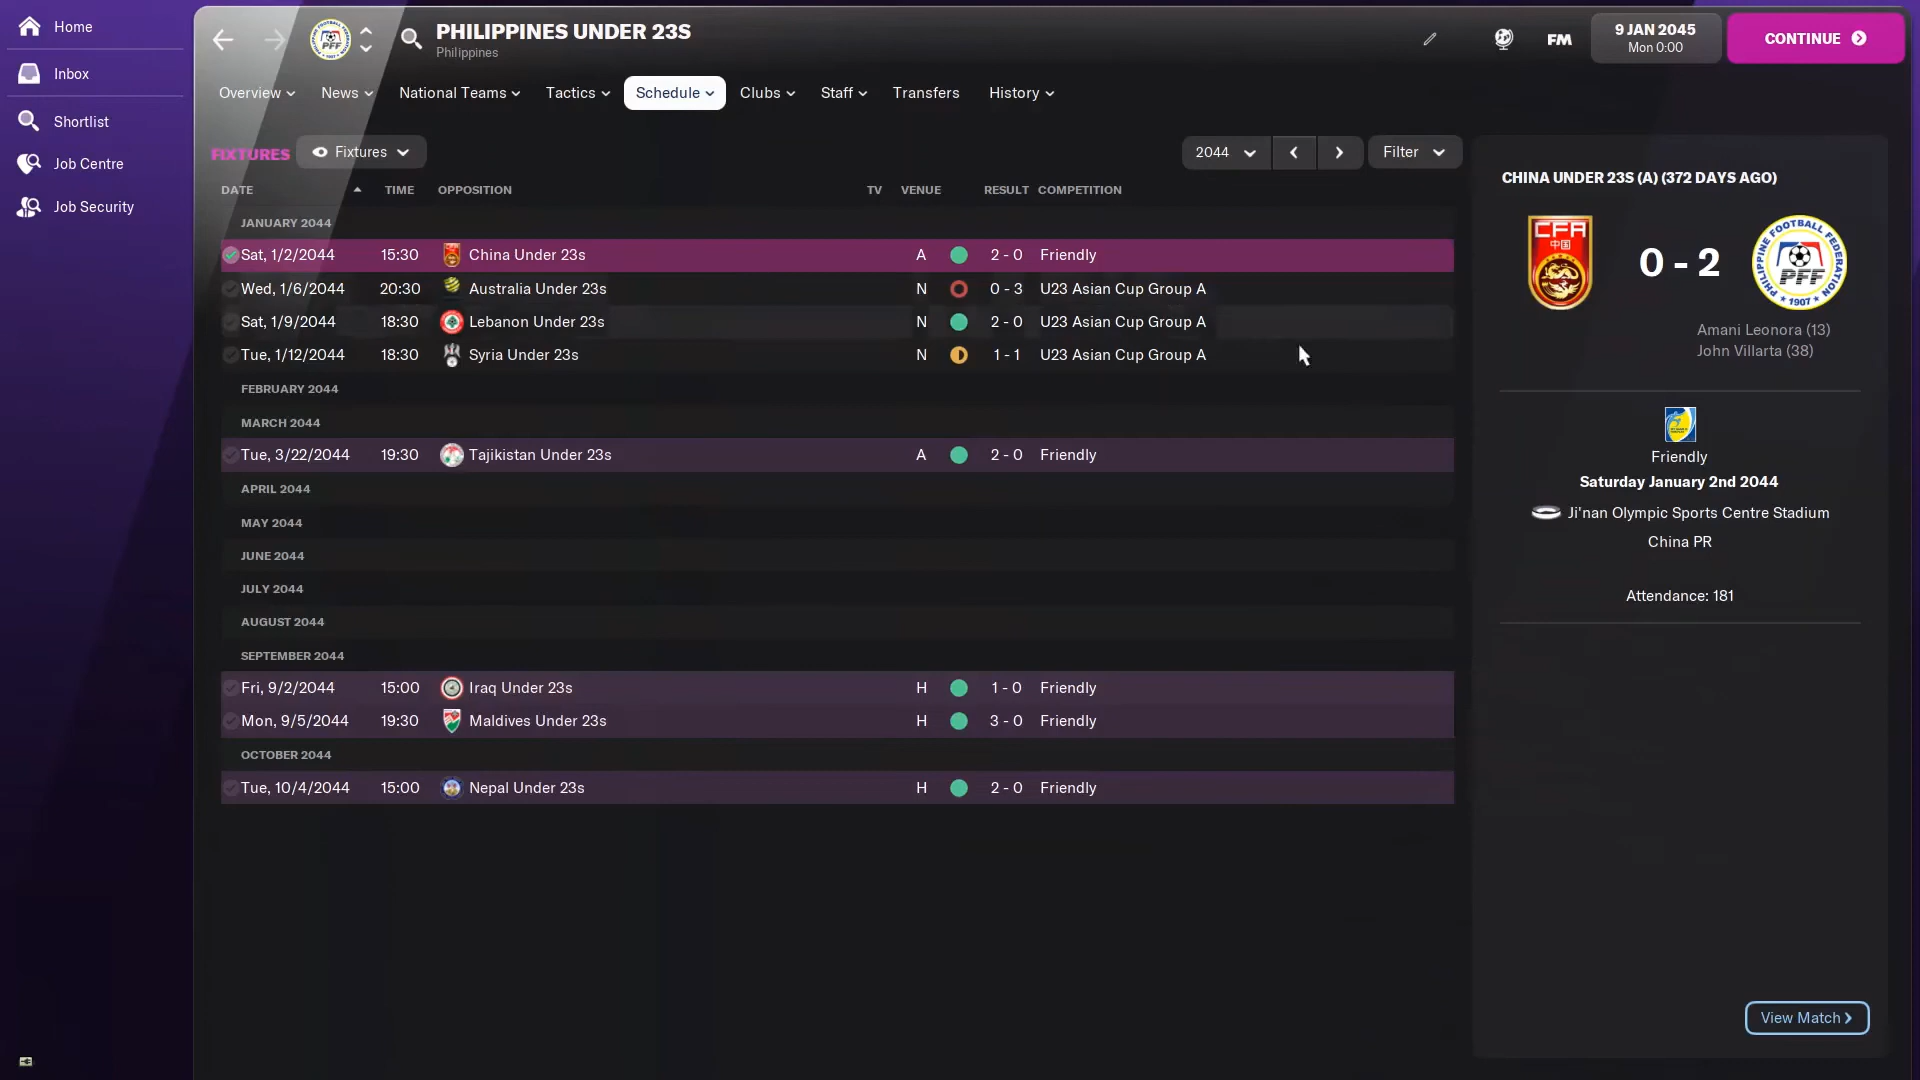 Home
Inbox
Shortlist
Job Centre
Job Security
PHILIPPINES UNDER 23S
Philippines
FM
9 JAN 2045
Mon 0:00
CONTINUE
Overview News National Teams Tactics Schedule Clubs Staff Transfers History
FIXTURES Fixtures 2044 Filter
DATE TIME OPPOSITION TV VENUE RESULT COMPETITION
JANUARY 2044
Sat, 1/2/2044 15:30 China Under 23s A 2 - 0 Friendly
Wed, 1/6/2044 20:30 Australia Under 23s N 0 - 3 U23 Asian Cup Group A
Sat, 1/9/2044 18:30 Lebanon Under 23s N 2 - 0 U23 Asian Cup Group A
Tue, 1/12/2044 18:30 Syria Under 23s N 1 - 1 U23 Asian Cup Group A
FEBRUARY 2044
MARCH 2044
Tue, 3/22/2044 19:30 Tajikistan Under 23s A 2 - 0 Friendly
APRIL 2044
MAY 2044
JUNE 2044
JULY 2044
AUGUST 2044
SEPTEMBER 2044
Fri, 9/2/2044 15:00 Iraq Under 23s H 1 - 0 Friendly
Mon, 9/5/2044 19:30 Maldives Under 23s H 3 - 0 Friendly
OCTOBER 2044
Tue, 10/4/2044 15:00 Nepal Under 23s H 2 - 0 Friendly
CHINA UNDER 23S (A) (372 DAYS AGO)
CFA
中国
0 - 2
PHILIPPINE FOOTBALL FEDERATION
PFF
1907
Amani Leonora (13)
John Villarta (38)
Friendly
Saturday January 2nd 2044
Ji'nan Olympic Sports Centre Stadium
China PR
Attendance: 181
View Match